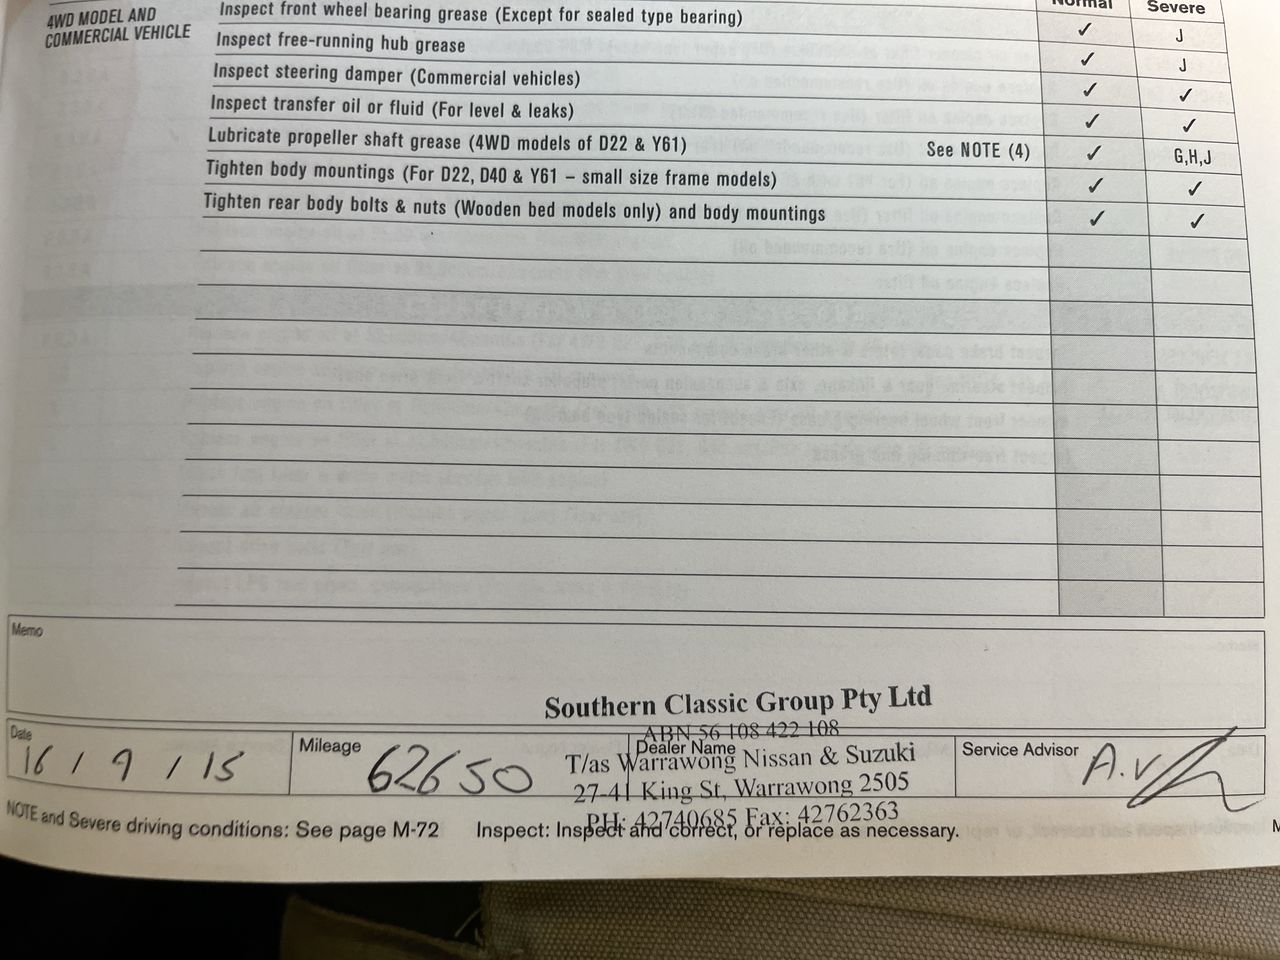 Normal Severe
4WD MODEL AND
COMMERCIAL VEHICLE
Inspect front wheel bearing grease (Except for sealed type bearing) ✓ J
Inspect free-running hub grease ✓ J
Inspect steering damper (Commercial vehicles) ✓ ✓
Inspect transfer oil or fluid (For level & leaks) ✓ ✓
Lubricate propeller shaft grease (4WD models of D22 & Y61) See NOTE (4) ✓ G,H,J
Tighten body mountings (For D22, D40 & Y61 – small size frame models) ✓ ✓
Tighten rear body bolts & nuts (Wooden bed models only) and body mountings ✓ ✓
Memo
Southern Classic Group Pty Ltd
ABN 56 108 422 108
T/as Warrawong Nissan & Suzuki
27-41 King St, Warrawong 2505
PH: 42740685 Fax: 42762363
Date
16 / 9 / 15
Mileage
62650
Dealer Name
Service Advisor
NOTE and Severe driving conditions: See page M-72 Inspect: Inspect and correct, or replace as necessary.